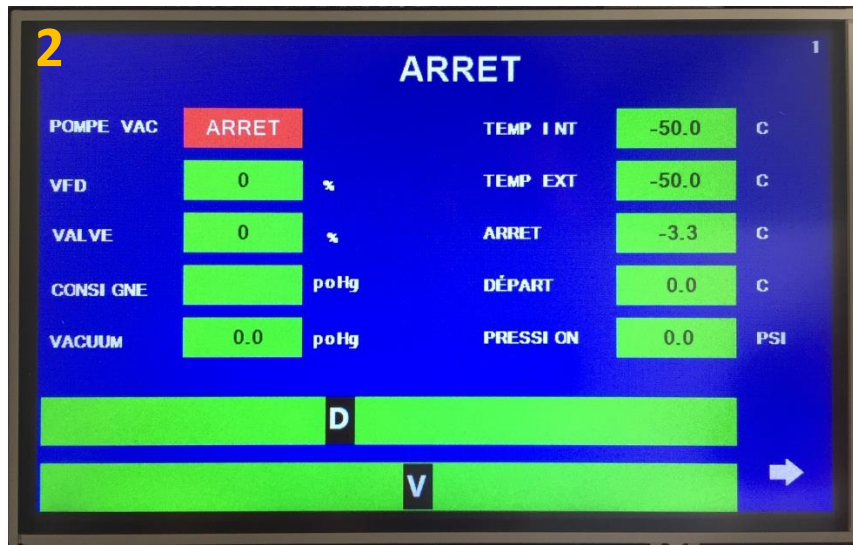 2
1
ARRET
POMPE VAC ARRET TEMP INT -50.0 C
VFD 0 % TEMP EXT -50.0 C
VALVE 0 % ARRET -3.3 C
CONSIGNE poHg DÉPART 0.0 C
VACUUM 0.0 poHg PRESSION 0.0 PSI
D
V